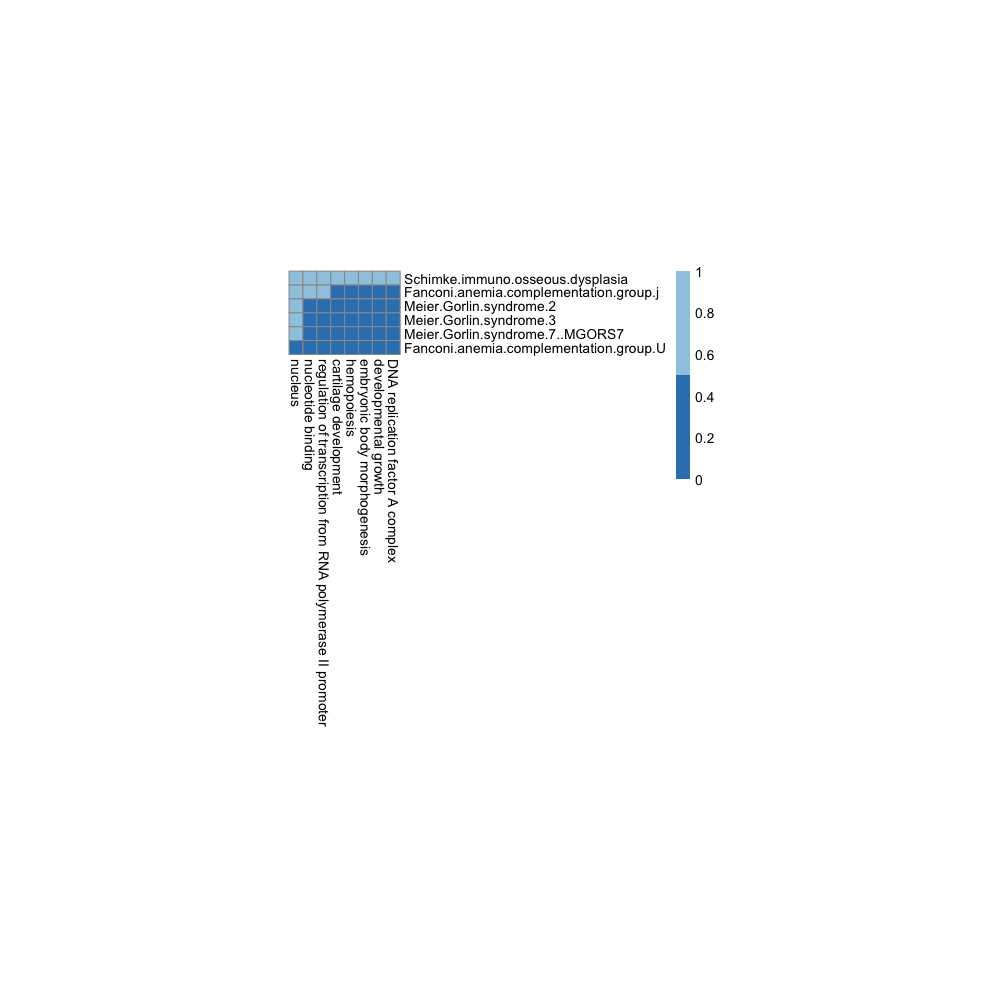 Schimke.immuno.osseous.dysplasia
Fanconi.anemia.complementation.group.j
Meier.Gorlin.syndrome.2
Meier.Gorlin.syndrome.3
Meier.Gorlin.syndrome.7..MGORS7
Fanconi.anemia.complementation.group.U
nucleus
nucleotide binding
regulation of transcription from RNA polymerase II promoter
cartilage development
hemopoiesis
embryonic body morphogenesis
developmental growth
DNA replication factor A complex
1
0.8
0.6
0.4
0.2
0